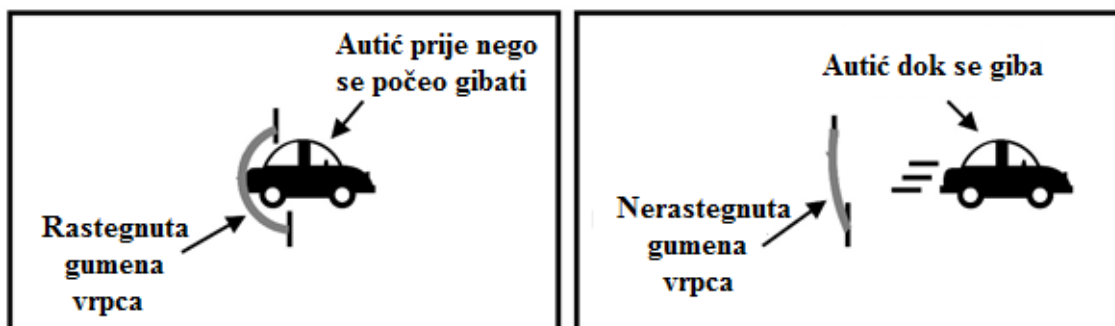 Autić prije nego
se počeo gibati
Rastegnuta
gumena
vrpca
Autić dok se giba
Nerastegnuta
gumena
vrpca